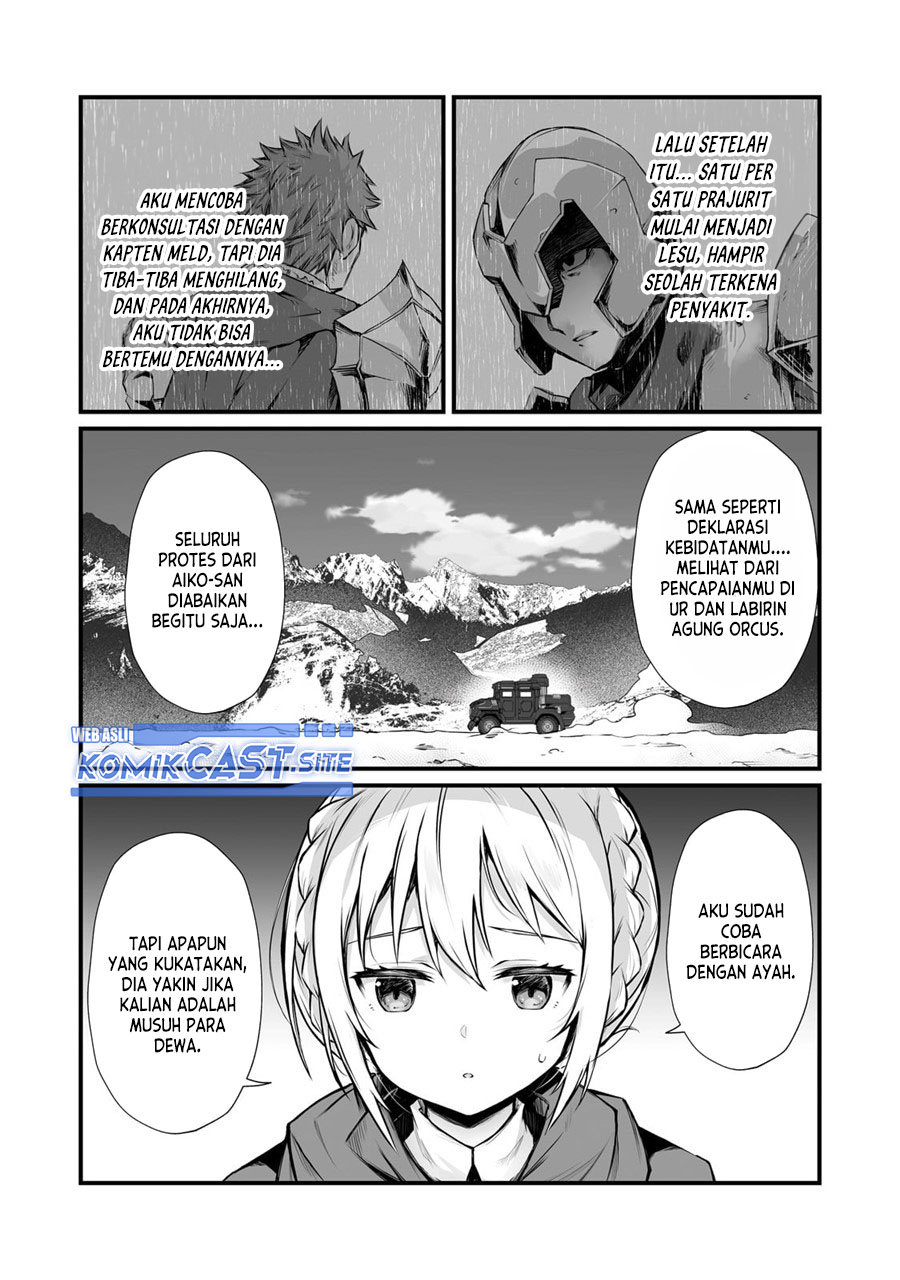 LALU SETELAH
ITU... SATU PER
SATU PRAJURIT
MULAI MENJADI
LESU, HAMPIR
SEOLAH TERKENA
PENYAKIT.
AKU MENCOBA
BERKONSULTASI DENGAN
KAPTEN MELD, TAPI DIA
TIBA-TIBA MENGHILANG,
DAN PADA AKHIRNYA,
AKU TIDAK BISA
BERTEMU DENGANNYA...
SAMA SEPERTI
DEKLARASI
KEBIDATANMU....
MELIHAT DARI
PENCAPAIANMU DI
UR DAN LABIRIN
AGUNG ORCUS.
SELURUH
PROTES DARI
AIKO-SAN
DIABAIKAN
BEGITU SAJA...
WEB ASLI
KOMIKCAST.SITE
AKU SUDAH
COBA
BERBICARA
DENGAN AYAH.
TAPI APAPUN
YANG KUKATAKAN,
DIA YAKIN JIKA
KALIAN ADALAH
MUSUH PARA
DEWA.